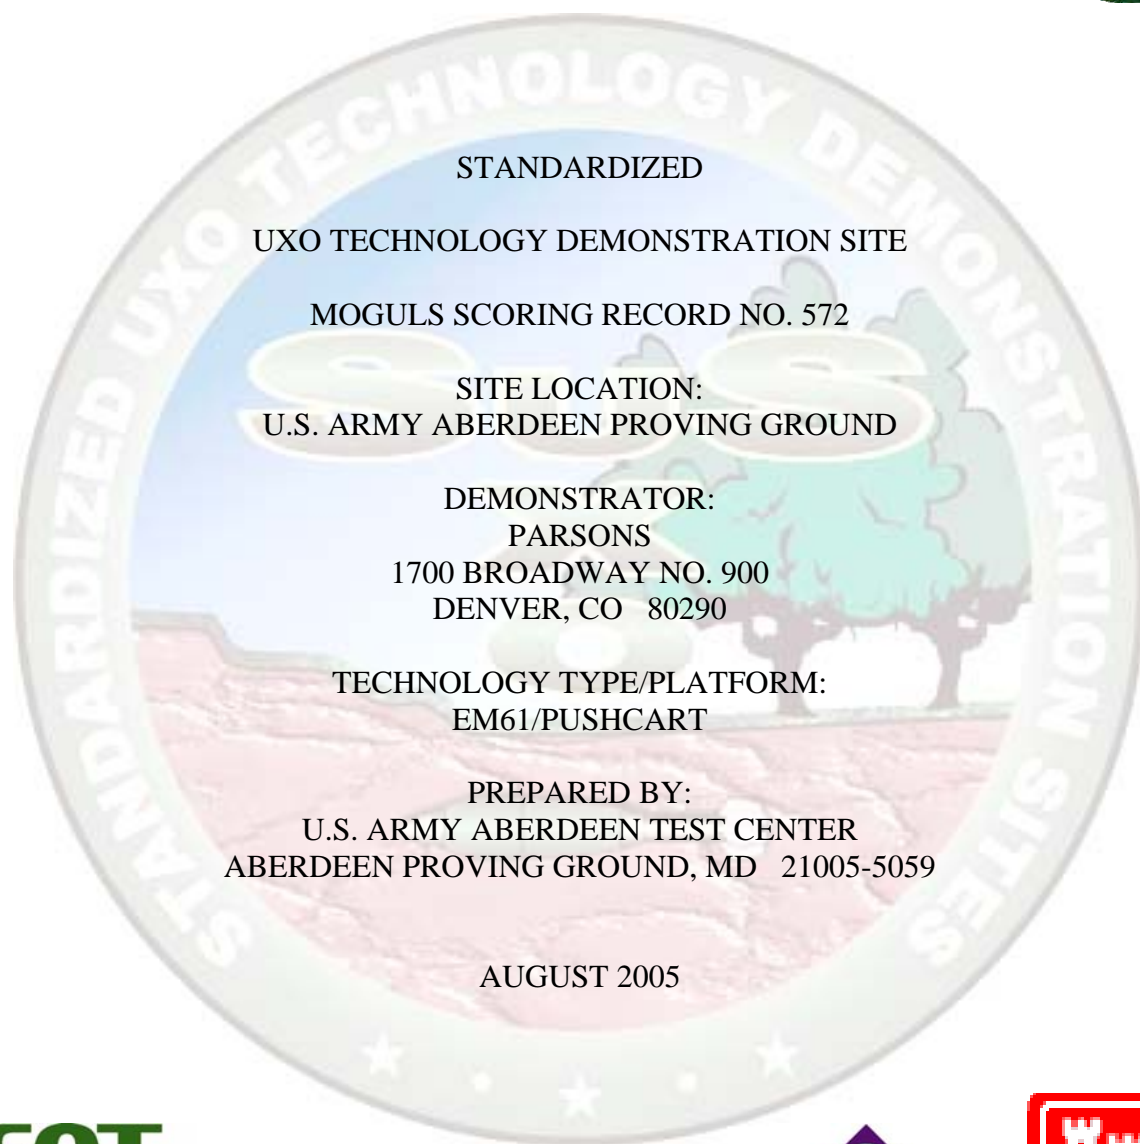 STANDARDIZED UXO TECHNOLOGY DEMONSTRATION SITES
SUS
STANDARDIZED
UXO TECHNOLOGY DEMONSTRATION SITE
MOGULS SCORING RECORD NO. 572
SITE LOCATION:
U.S. ARMY ABERDEEN PROVING GROUND
DEMONSTRATOR:
PARSONS
1700 BROADWAY NO. 900
DENVER, CO 80290
TECHNOLOGY TYPE/PLATFORM:
EM61/PUSHCART
PREPARED BY:
U.S. ARMY ABERDEEN TEST CENTER
ABERDEEN PROVING GROUND, MD 21005-5059
AUGUST 2005